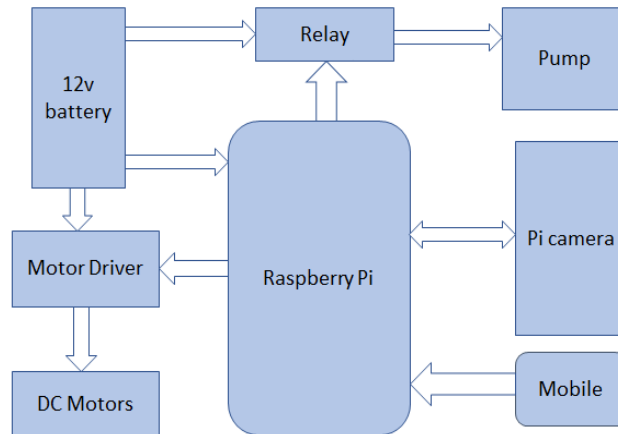 12v
battery
Relay
Pump
Motor Driver
Raspberry Pi
Pi camera
DC Motors
Mobile